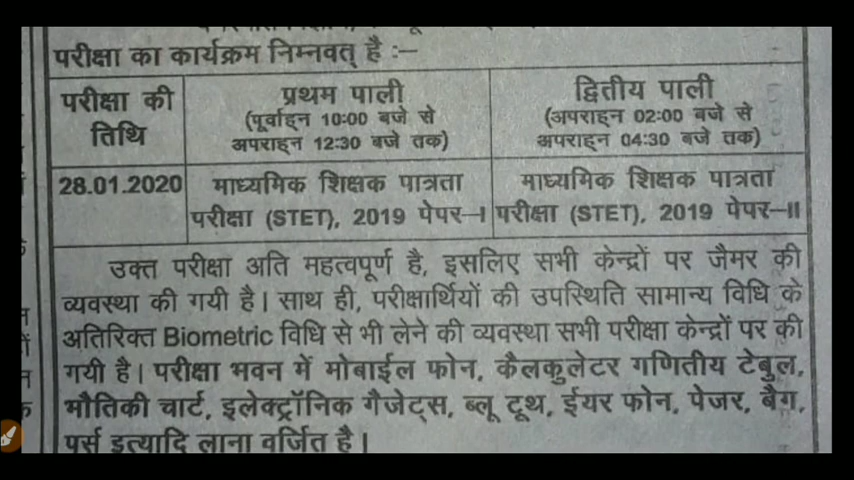 परीक्षा का कार्यक्रम निम्नवत् है :–
परीक्षा की तिथि
प्रथम पाली
(पूर्वाह्न 10:00 बजे से
अपराह्न 12:30 बजे तक)
द्वितीय पाली
(अपराह्न 02:00 बजे से
अपराह्न 04:30 बजे तक)
28.01.2020
माध्यमिक शिक्षक पात्रता
परीक्षा (STET), 2019 पेपर–I
माध्यमिक शिक्षक पात्रता
परीक्षा (STET), 2019 पेपर–II
उक्त परीक्षा अति महत्वपूर्ण है, इसलिए सभी केन्द्रों पर जैमर की
व्यवस्था की गयी है। साथ ही, परीक्षार्थियों की उपस्थिति सामान्य विधि के
अतिरिक्त Biometric विधि से भी लेने की व्यवस्था सभी परीक्षा केन्द्रों पर की
गयी है। परीक्षा भवन में मोबाईल फोन, कैलकुलेटर गणितीय टेबुल,
भौतिकी चार्ट, इलेक्ट्रॉनिक गैजेट्स, ब्लू टूथ, ईयर फोन, पेजर, बैग,
पर्स इत्यादि लाना वर्जित है।